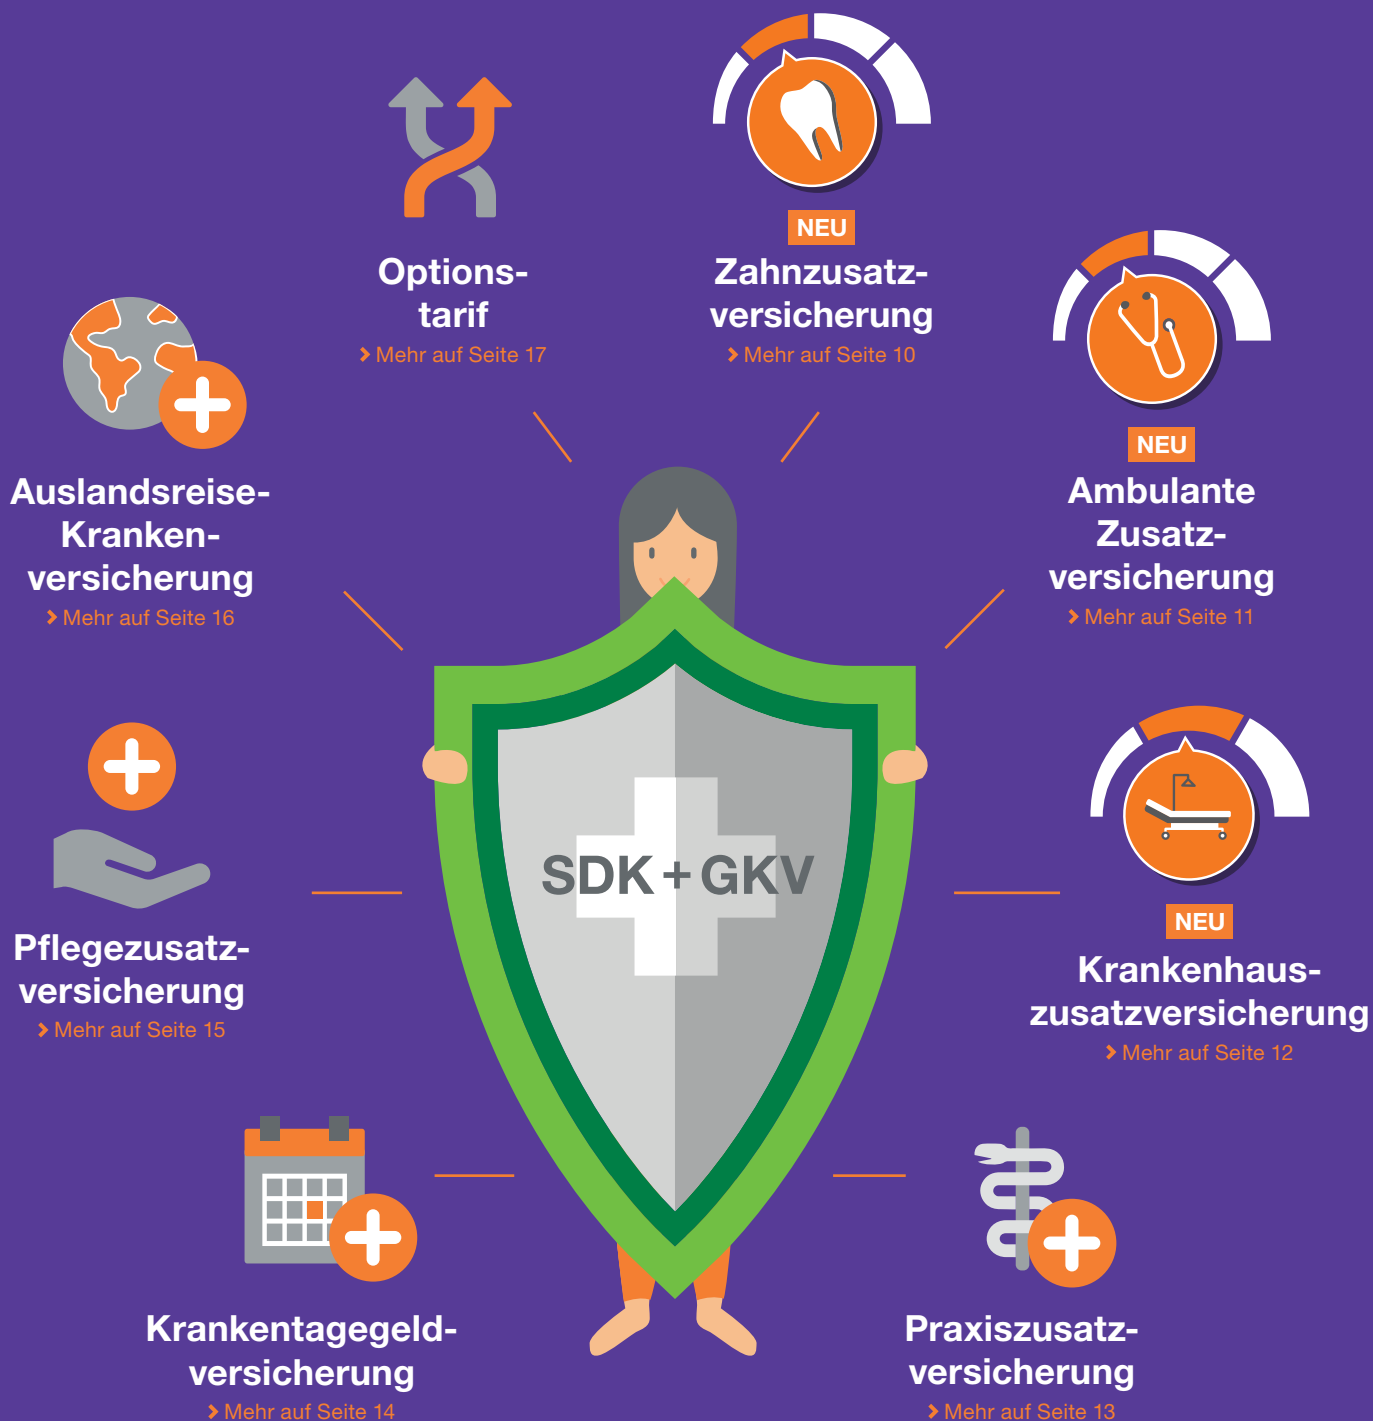 Options-
tarif
Mehr auf Seite 17
NEU
Zahnzusatz-
versicherung
Mehr auf Seite 10
NEU
Ambulante
Zusatz-
versicherung
Mehr auf Seite 11
Auslandsreise-
Kranken-
versicherung
Mehr auf Seite 16
SDK + GKV
NEU
Krankenhaus-
zusatzversicherung
Mehr auf Seite 12
Pflegezusatz-
versicherung
Mehr auf Seite 15
Krankentagegeld-
versicherung
Mehr auf Seite 14
Praxiszusatz-
versicherung
Mehr auf Seite 13